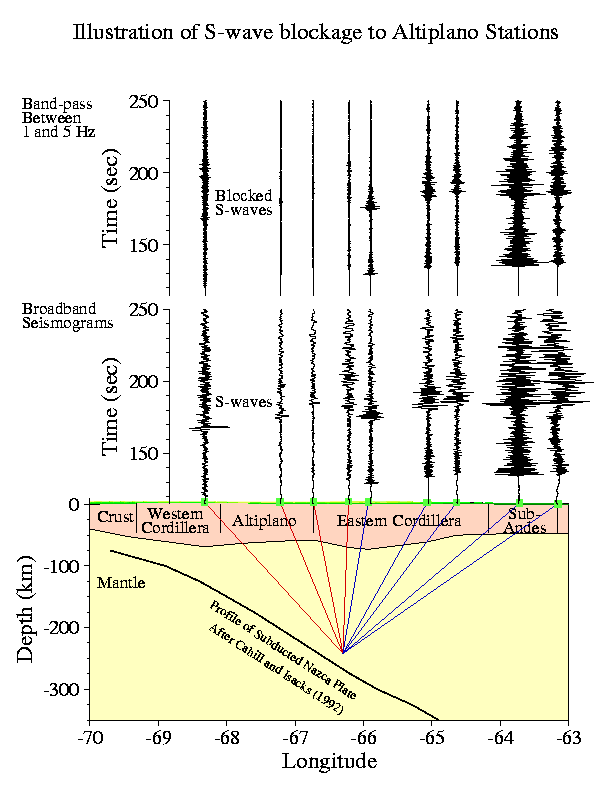 Illustration of S-wave blockage to Altiplano Stations
Band-pass
Between
1 and 5 Hz
250
200
150
Time (sec)
Blocked
S-waves
Broadband
Seismograms
250
200
150
Time (sec)
S-waves
0
-100
-200
-300
Depth (km)
Crust
Western
Cordillera
Altiplano
Eastern Cordillera
Sub-
Andes
Mantle
Profile of Subducted Nazca Plate
After Cahill and Isacks (1992)
-70 -69 -68 -67 -66 -65 -64 -63
Longitude